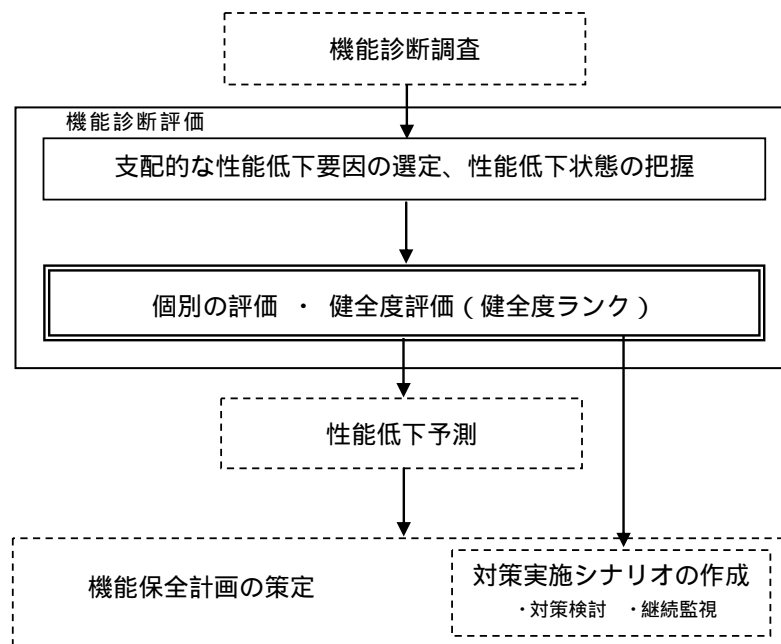 機能診断調査
機能診断評価
支配的な性能低下要因の選定、性能低下状態の把握
個別の評価 ・ 健全度評価(健全度ランク)
性能低下予測
機能保全計画の策定
対策実施シナリオの作成
・対策検討 ・継続監視